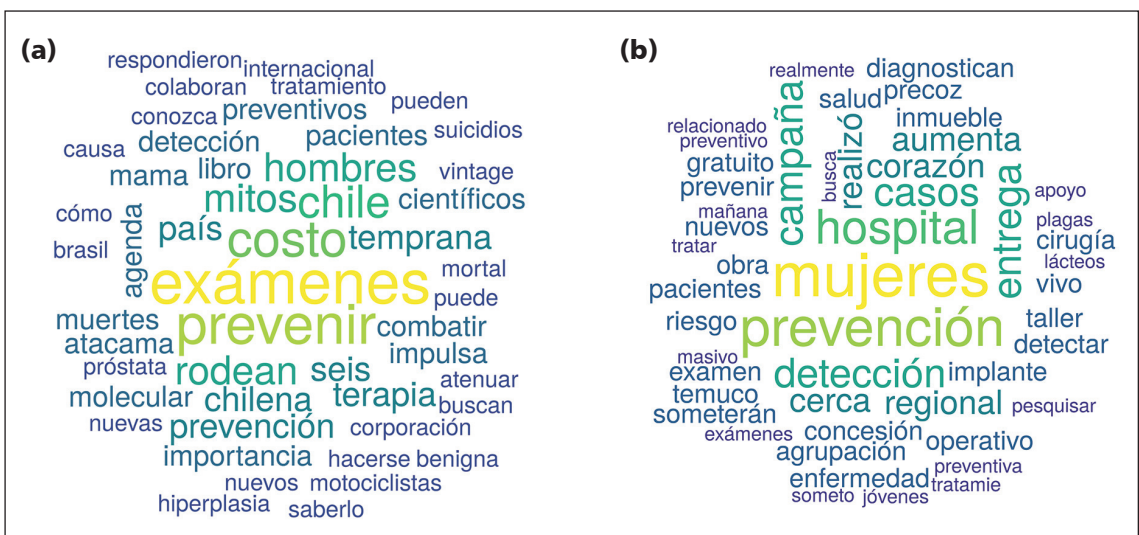 (a)
respondieron internacional
colaboran tratamiento
conozca preventivos pueden
detección pacientes suicidios
causa libro hombres vintage
mama mitos chile científicos
cómo país costo temprana
brasil agenda exámenes mortal
puede
muertes prevenir combatir
atacama impulsa
próstata rodean seis atenuar
molecular chilena terapia buscan
nuevas prevención corporación
importancia hacerse benigna
nuevos motociclistas
hiperplasia saberlo
(b)
realmente diagnostican
campaña salud precoz
relacionado realizó inmueble
preventivo aumenta
gratuito busca corazón
prevenir casos entrega apoyo
mañana hospital plagas
nuevos cirugía
tratar lácteos
obra mujeres vivo
pacientes
riesgo prevención taller
detectar
masivo
examen detección implante
temuco cerca regional pesquisar
someterán
exámenes concesión operativo
agrupación
enfermedad preventiva
tratamie
someto jóvenes